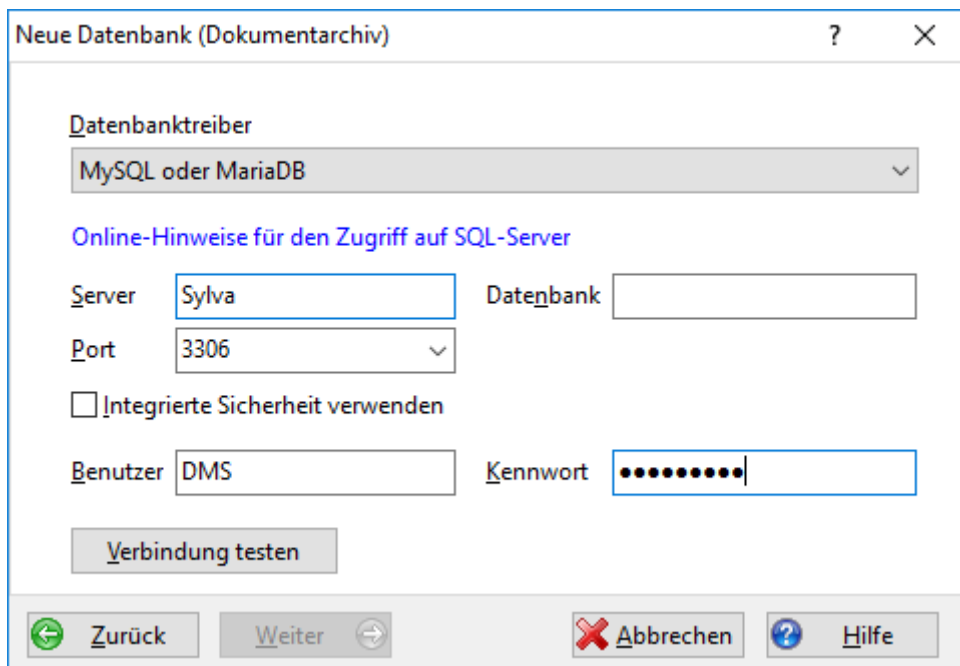 Neue Datenbank (Dokumentarchiv) ?
Datenbanktreiber
MySQL oder MariaDB
Online-Hinweise für den Zugriff auf SQL-Server
Server Sylva Datenbank
Port 3306
Integrierte Sicherheit verwenden
Benutzer DMS Kennwort ●●●●●●●●●
Verbindung testen
Zurück Weiter Abbrechen Hilfe